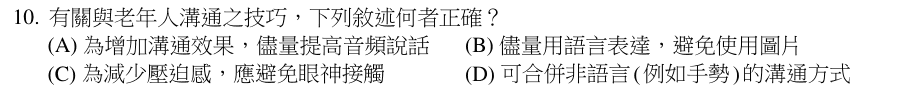 10. 有關與老年人溝通之技巧，下列敘述何者正確？
(A) 為增加溝通效果，儘量提高音頻說話 (B) 儘量用語言表達，避免使用圖片
(C) 為減少壓迫感，應避免眼神接觸 (D) 可合併非語言(例如手勢)的溝通方式